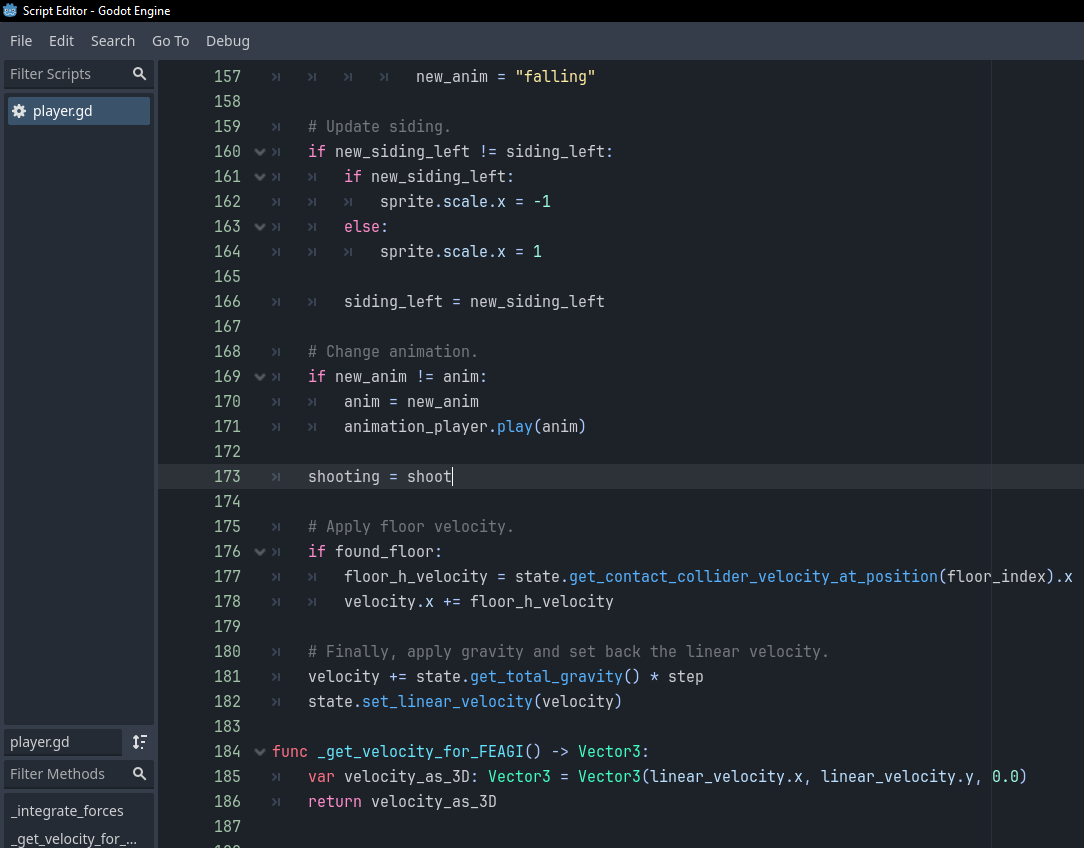 Script Editor - Godot Engine
File Edit Search Go To Debug
Filter Scripts
player.gd
157 new_anim = "falling"
158
159 # Update siding.
160 if new_siding_left != siding_left:
161 if new_siding_left:
162 sprite.scale.x = -1
163 else:
164 sprite.scale.x = 1
165
166 siding_left = new_siding_left
167
168 # Change animation.
169 if new_anim != anim:
170 anim = new_anim
171 animation_player.play(anim)
172
173 shooting = shoot
174
175 # Apply floor velocity.
176 if found_floor:
177 floor_h_velocity = state.get_contact_collider_velocity_at_position(floor_index).x
178 velocity.x += floor_h_velocity
179
180 # Finally, apply gravity and set back the linear velocity.
181 velocity += state.get_total_gravity() * step
182 state.set_linear_velocity(velocity)
183
184 func _get_velocity_for_FEAGI() -> Vector3:
185 var velocity_as_3D: Vector3 = Vector3(linear_velocity.x, linear_velocity.y, 0.0)
186 return velocity_as_3D
187
player.gd
Filter Methods
_integrate_forces
_get_velocity_for_...